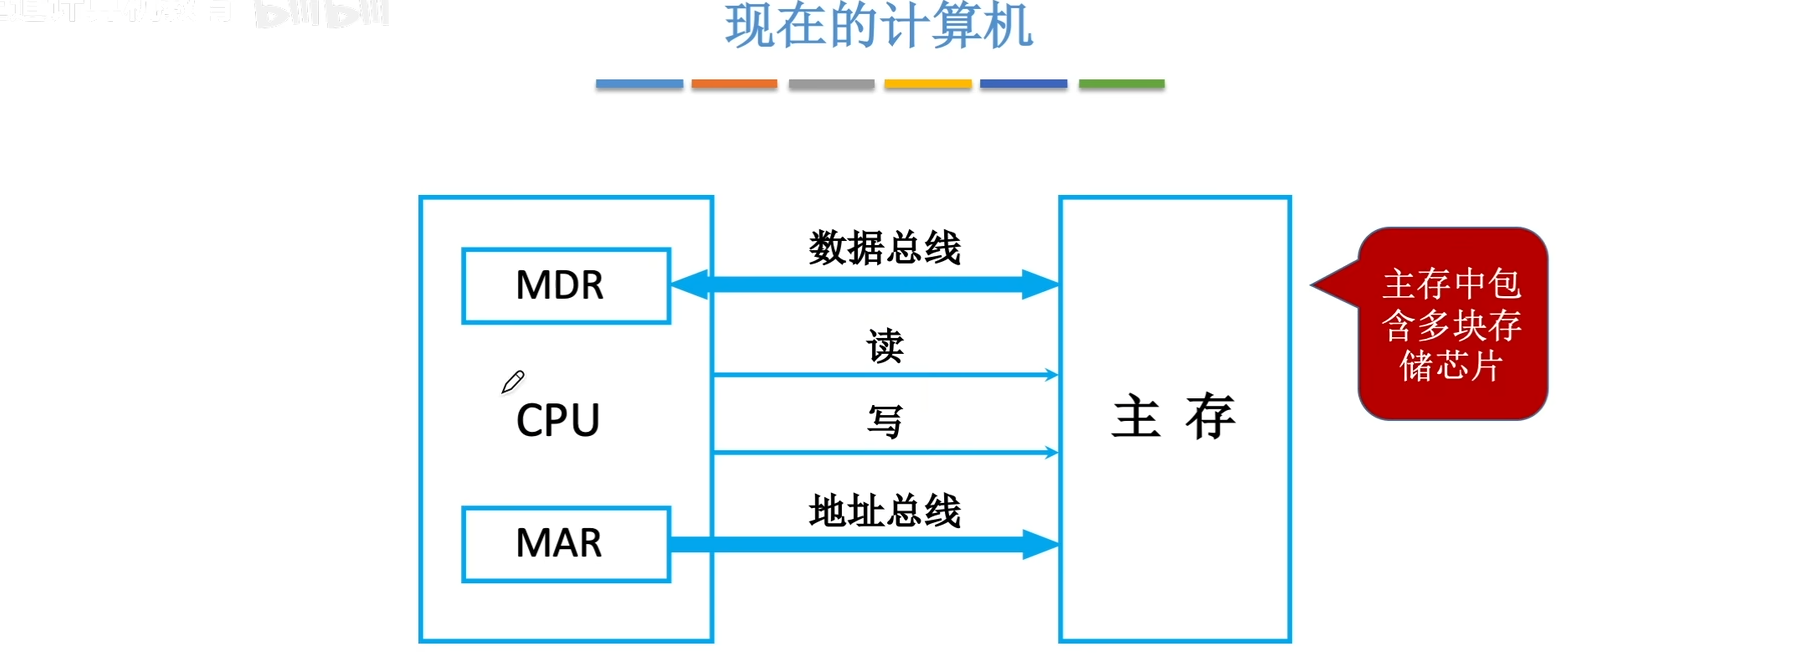 现在的计算机
数据总线
MDR
读
CPU
写
主 存
地址总线
MAR
主存中包
含多块存
储芯片